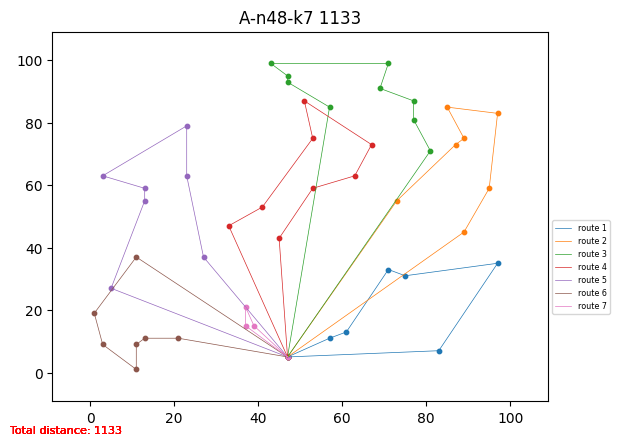 A-n48-k7 1133
100
80
60
40
20
0
0 20 40 60 80 100
route 1
route 2
route 3
route 4
route 5
route 6
route 7
Total distance: 1133